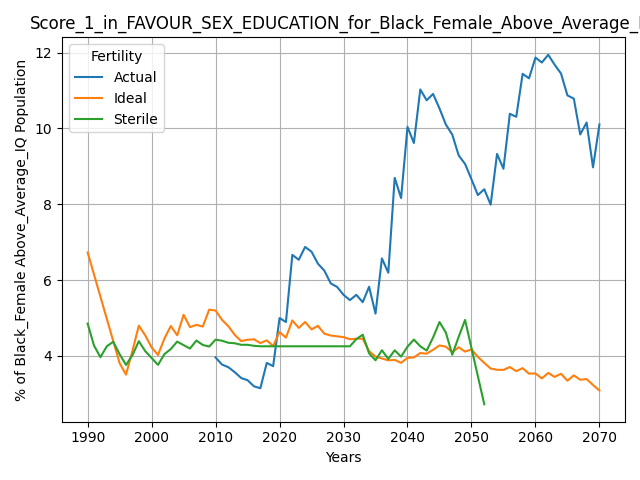 Score_1_in_FAVOUR_SEX_EDUCATION_for_Black_Female_Above_Average_
Fertility
Actual
Ideal
Sterile
% of Black_Female Above_Average_IQ Population
12
10
8
6
4
1990 2000 2010 2020 2030 2040 2050 2060 2070
Years